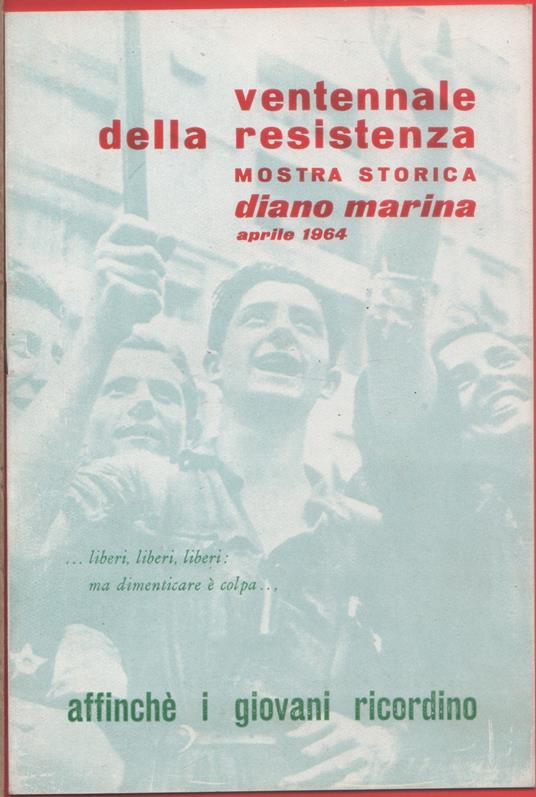 ventennale
della resistenza
MOSTRA STORICA
diano marina
aprile 1964
... liberi, liberi, liberi:
ma dimenticare è colpa...
affinchè i giovani ricordino